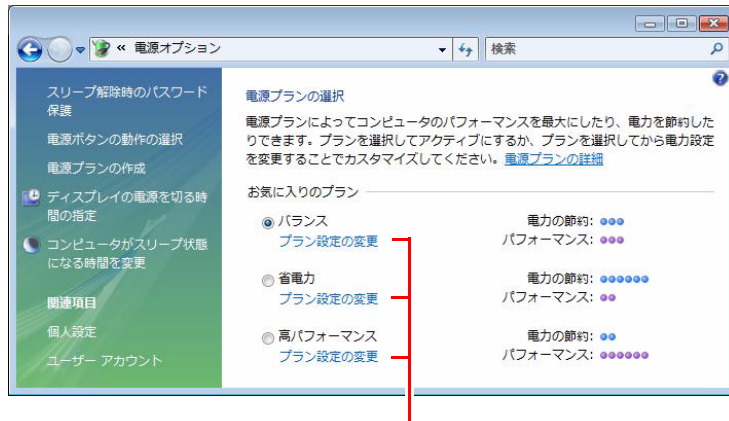 « 電源オプション
検索
スリープ解除時のパスワード
保護
電源ボタンの動作の選択
電源プランの作成
ディスプレイの電源を切る時
間の指定
コンピュータがスリープ状態
になる時間を変更
関連項目
個人設定
ユーザー アカウント
電源プランの選択
電源プランによってコンピュータのパフォーマンスを最大にしたり、電力を節約した
りできます。プランを選択してアクティブにするか、プランを選択してから電力設定
を変更することでカスタマイズしてください。電源プランの詳細
お気に入りのプラン
バランス
電力の節約:
プラン設定の変更
パフォーマンス:
省電力
電力の節約:
プラン設定の変更
パフォーマンス:
高パフォーマンス
電力の節約:
プラン設定の変更
パフォーマンス: